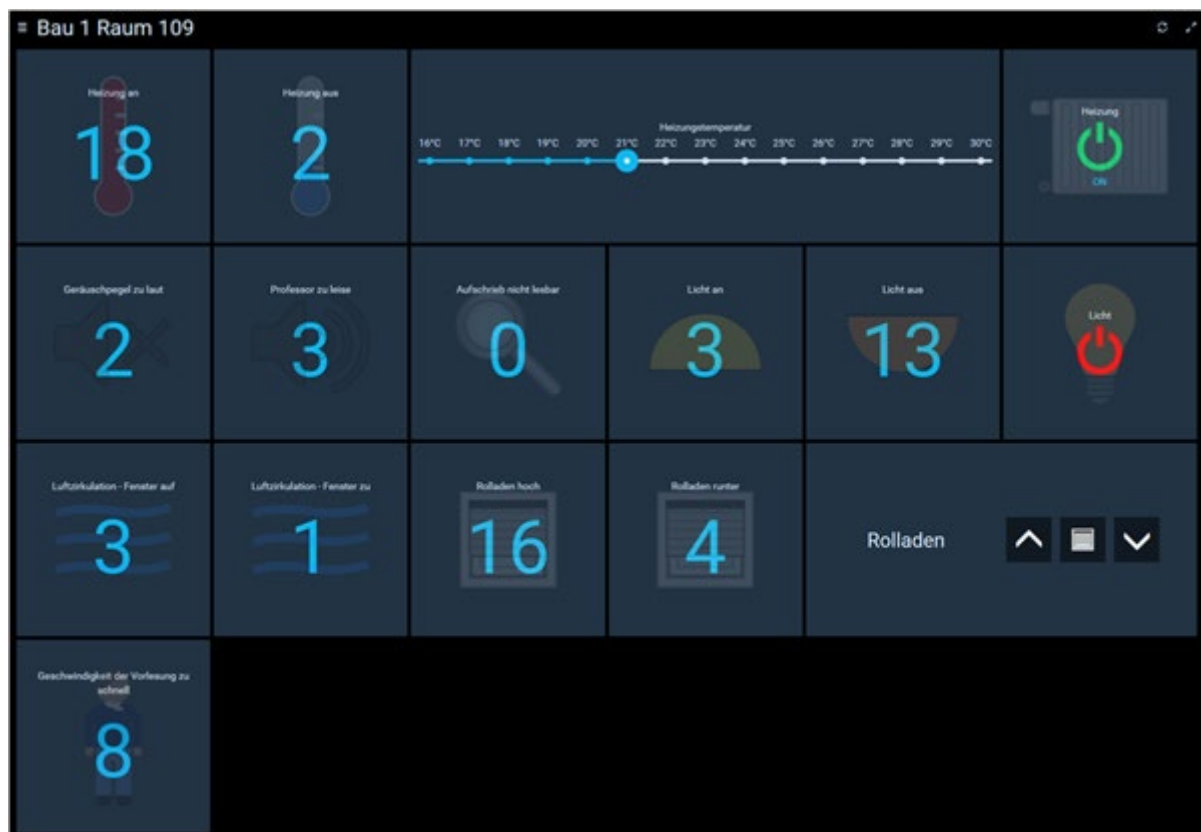 Bau 1 Raum 109
Heizung an
18
Heizung aus
2
Heizungstemperatur
16°C 17°C 18°C 19°C 20°C 21°C 22°C 23°C 24°C 25°C 26°C 27°C 28°C 29°C 30°C
Heizung
ON
Geräuschpegel zu laut
2
Professor zu leise
3
Aufschrieb nicht lesbar
0
Licht an
3
Licht aus
13
Licht
Luftzirkulation - Fenster auf
3
Luftzirkulation - Fenster zu
1
Rolladen hoch
16
Rolladen runter
4
Rolladen
Geschwindigkeit der Vorlesung zu
schnell
8